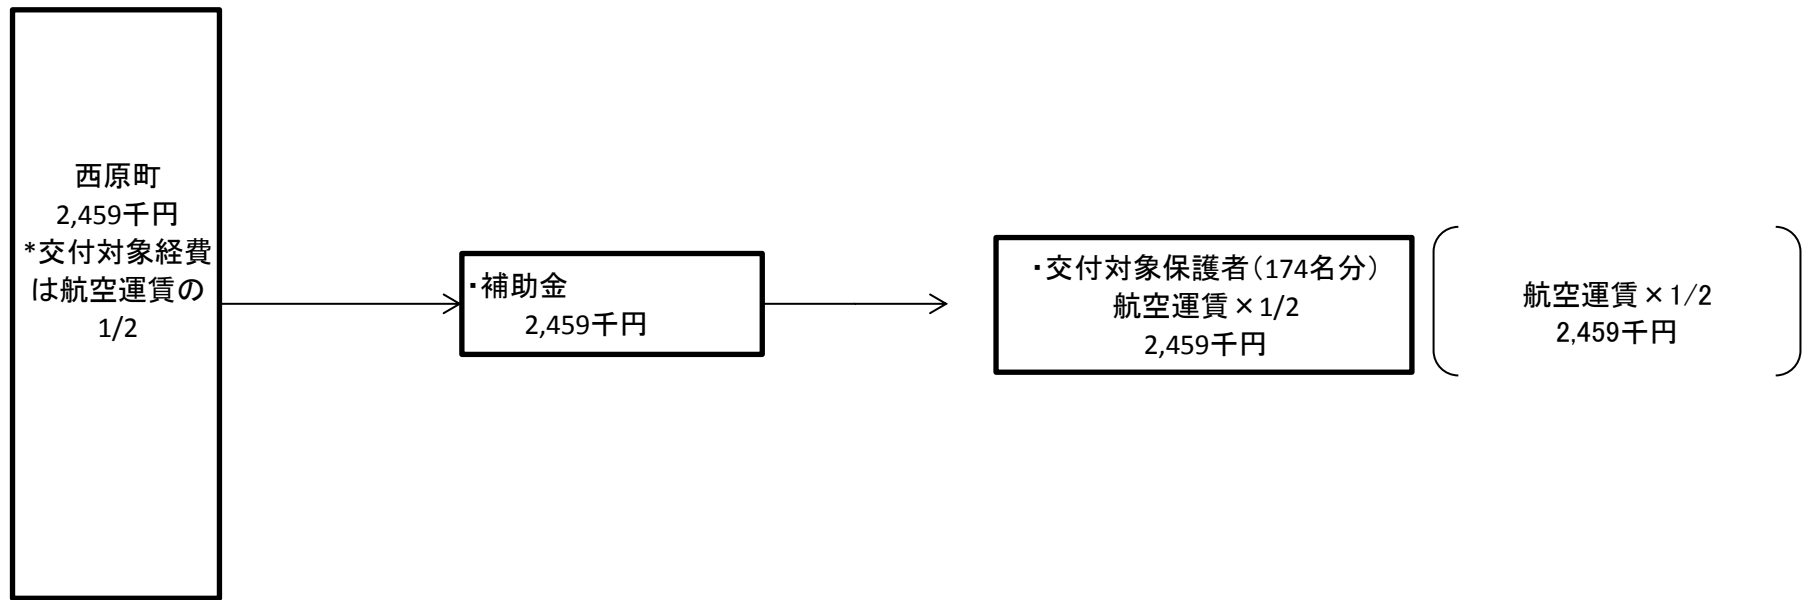 西原町
2,459千円
*交付対象経費
は航空運賃の
1/2
・補助金
2,459千円
・交付対象保護者(174名分)
航空運賃×1/2
2,459千円
航空運賃×1/2
2,459千円